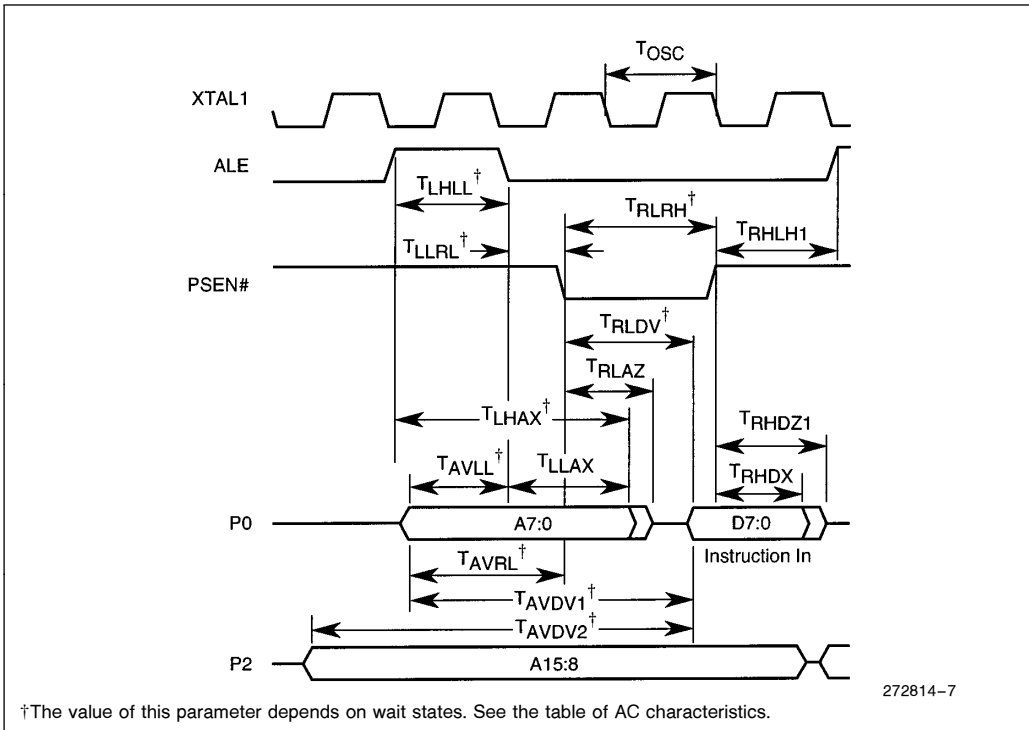 TOSC
XTAL1
ALE
TLHLL†
TRLRH†
TRHLH1
TLLRL†
PSEN#
TRLDV†
TRLAZ
TLHAX†
TRHDZ1
TAVLL†
TLLAX
TRHDX
P0
A7:0
D7:0
Instruction In
TAVRL†
TAVDV1†
TAVDV2†
P2
A15:8
272814–7
†The value of this parameter depends on wait states. See the table of AC characteristics.